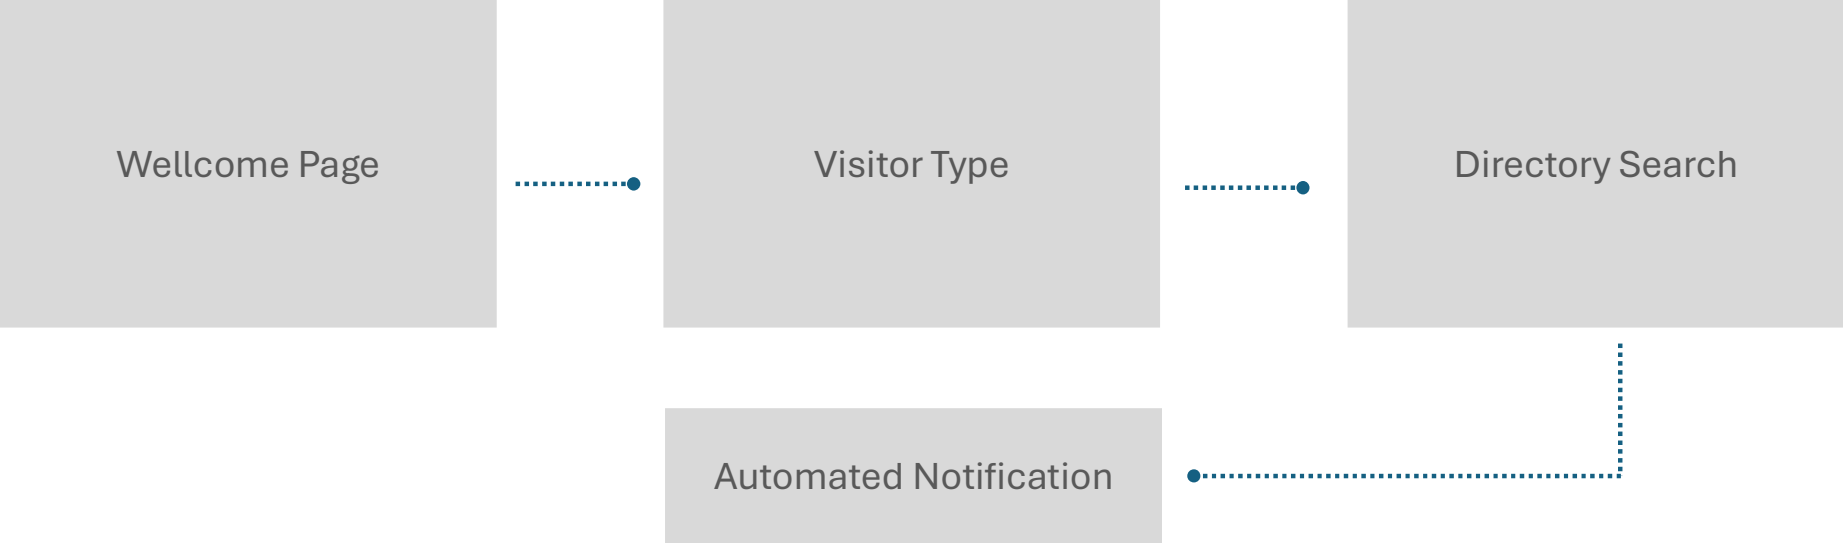 Wellcome Page
Visitor Type
Directory Search
Automated Notification